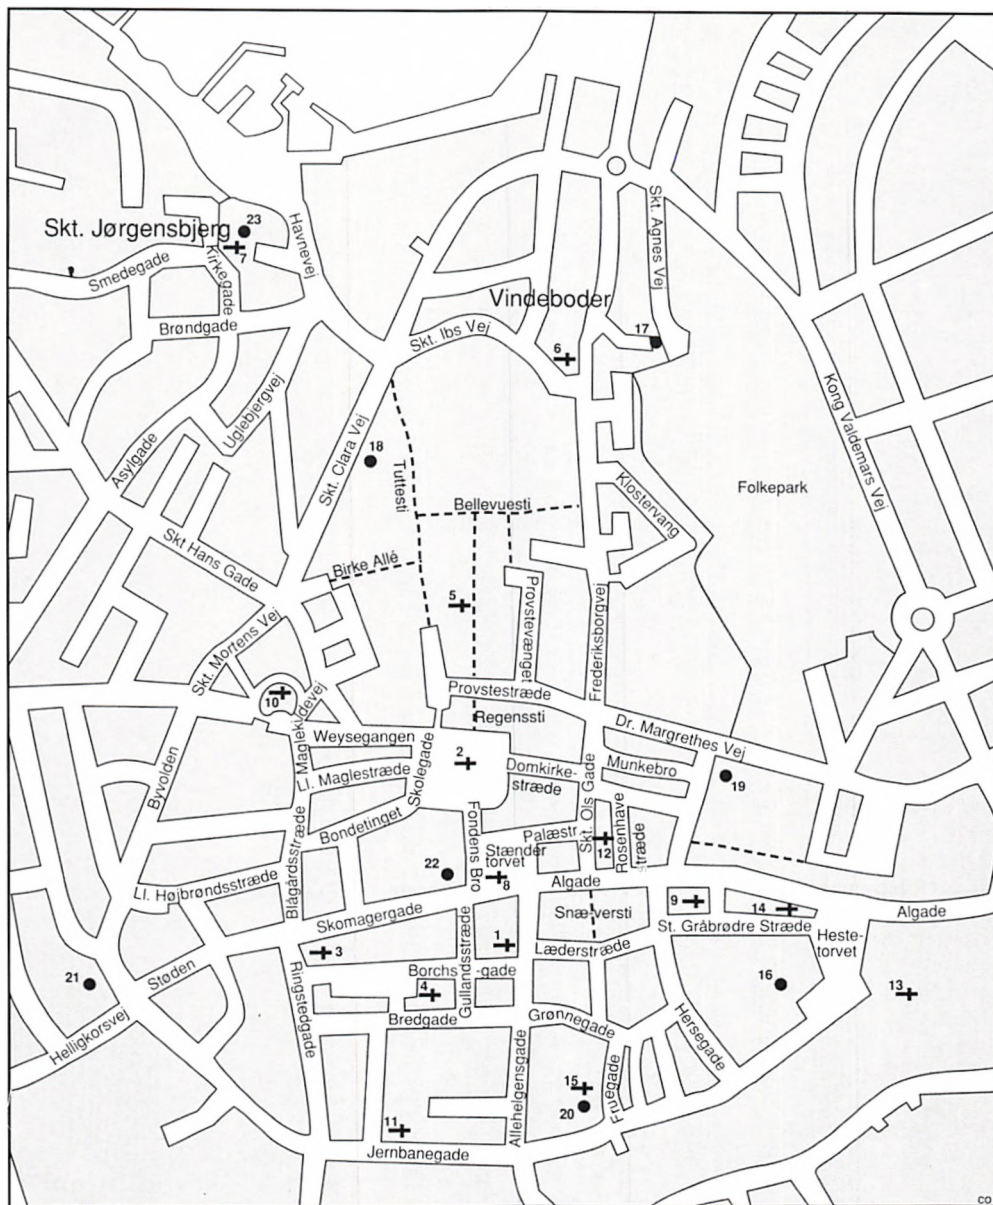 Skt. Jørgensbjerg
23
7
Havnevej
Smedegade
Kirkegade
Brøndgade
Skt. Agnes Vej
Vindeboder
Skt. Ibs Vej
6
17
Uglebjergvej
Asylgade
Skt. Clara Vej
18
Tuttesti
Kong Valdemars Vej
Folkepark
Klostervang
Bellevuesti
Skt Hans Gade
Birke Allé
5
Provstevænget
Frederiksborgvej
Skt. Mortens Vej
10
L. Maglekildevej
Provstestræde
Regenssti
Dr. Margrethes Vej
Weysegangen
Skolegade
2
Domkirke-
stræde
Skt. Ols Gade
Munkebro
19
Byvolden
Ll. Maglestræde
Bondetinget
Fondens Bro
Palæstr.
12
Rosenhave
stræde
Stænder
torvet
22
8
Algade
Blågårdsstræde
Ll. Højbrøndsstræde
Skomagergade
Snæversti
9
14
St. Gråbrødre Stræde
Algade
Heste-
torvet
Gullandsstræde
1
Læderstræde
3
Støden
21
Borchs
-gade
4
Ringstedgade
16
13
Helligkorsvej
Bredgade
Grønnegade
Hersegade
Allehelgensgade
15
20
Fruegade
11
Jernbanegade
co